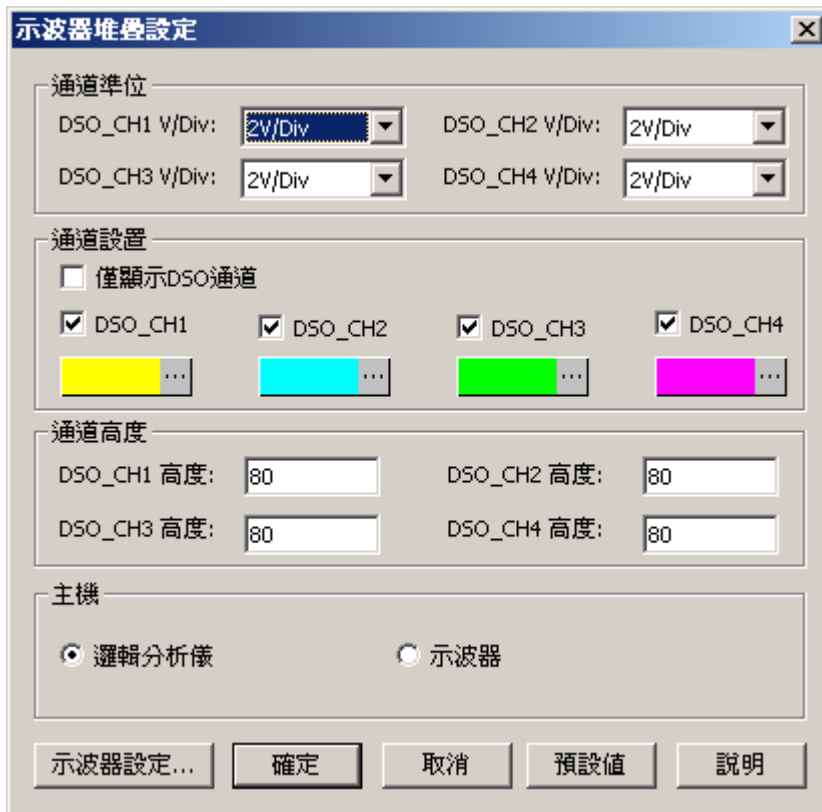 示波器堆疊設定
通道準位
DSO_CH1 V/Div: 2V/Div DSO_CH2 V/Div: 2V/Div
DSO_CH3 V/Div: 2V/Div DSO_CH4 V/Div: 2V/Div
通道設置
僅顯示DSO通道
DSO_CH1 DSO_CH2 DSO_CH3 DSO_CH4
... ... ... ...
通道高度
DSO_CH1 高度: 80 DSO_CH2 高度: 80
DSO_CH3 高度: 80 DSO_CH4 高度: 80
主機
邏輯分析儀 示波器
示波器設定... 確定 取消 預設值 說明